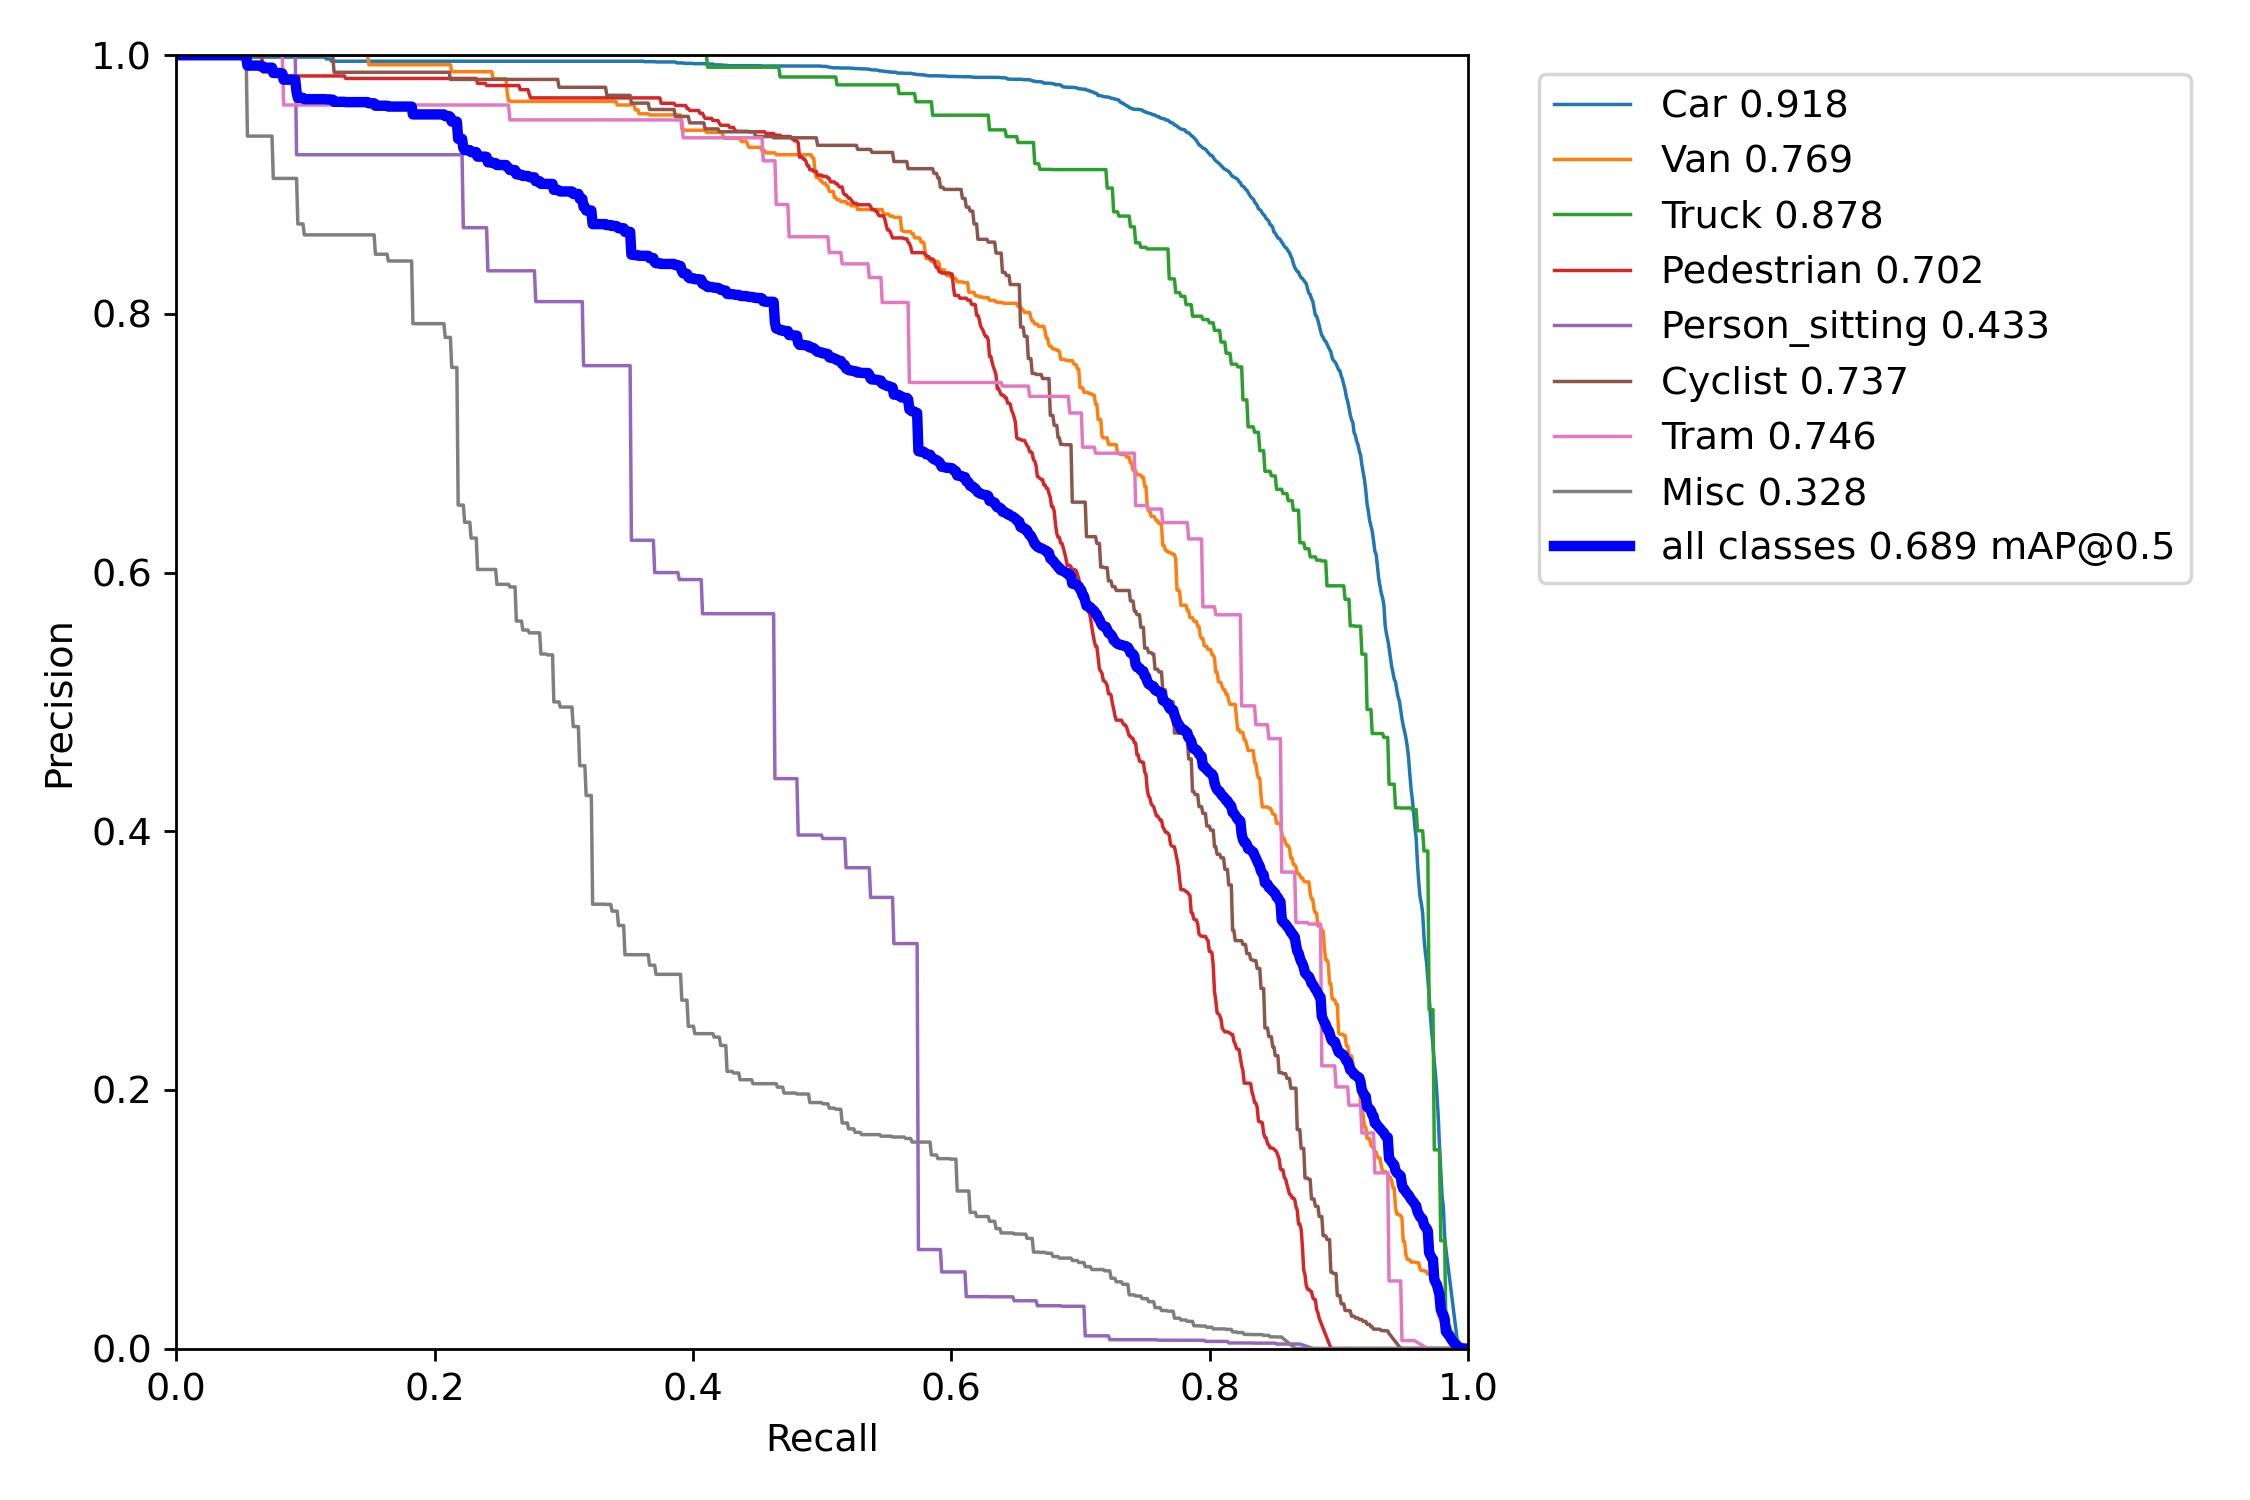 1.0
0.8
0.6
0.4
0.2
0.0
Precision
0.0 0.2 0.4 0.6 0.8 1.0
Recall
Car 0.918
Van 0.769
Truck 0.878
Pedestrian 0.702
Person_sitting 0.433
Cyclist 0.737
Tram 0.746
Misc 0.328
all classes 0.689 mAP@0.5